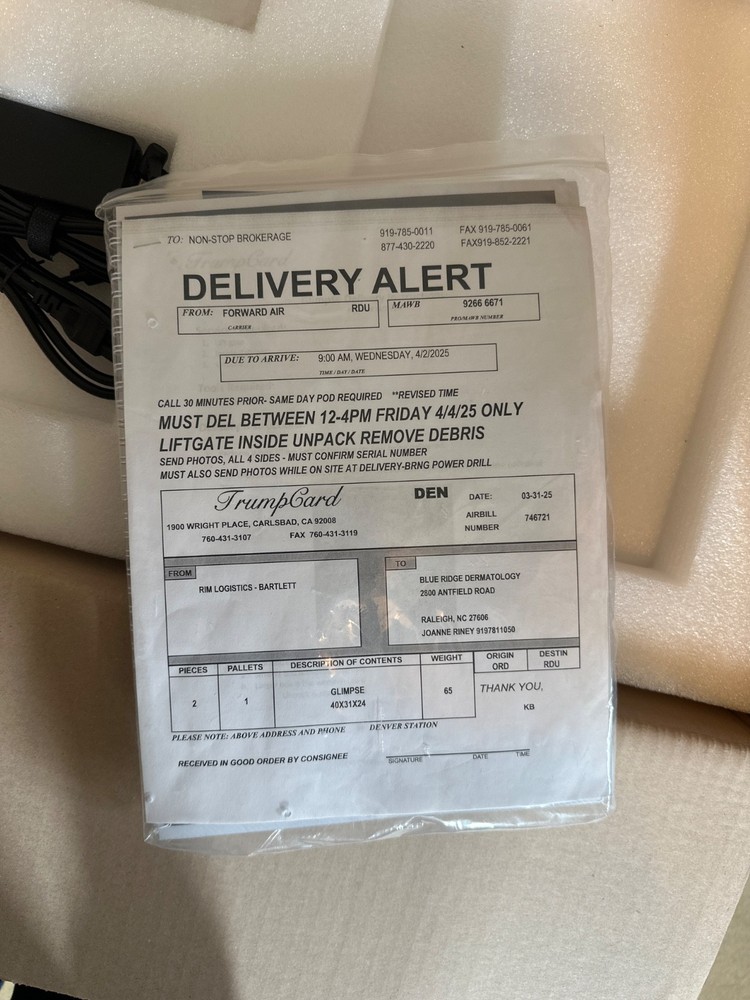 TO: NON-STOP BROKERAGE 919-785-0011 FAX 919-785-0061
877-430-2220 FAX919-852-2221
DELIVERY ALERT
FROM: FORWARD AIR RDU MAWB 9266 6671
CARRIER PRO/MAWB NUMBER
DUE TO ARRIVE: 9:00 AM, WEDNESDAY, 4/2/2025
TIME / DAY / DATE
CALL 30 MINUTES PRIOR- SAME DAY POD REQUIRED **REVISED TIME
MUST DEL BETWEEN 12-4PM FRIDAY 4/4/25 ONLY
LIFTGATE INSIDE UNPACK REMOVE DEBRIS
SEND PHOTOS, ALL 4 SIDES - MUST CONFIRM SERIAL NUMBER
MUST ALSO SEND PHOTOS WHILE ON SITE AT DELIVERY-BRNG POWER DRILL
TrumpCard DEN DATE: 03-31-25
1900 WRIGHT PLACE, CARLSBAD, CA 92008 AIRBILL NUMBER 746721
760-431-3107 FAX 760-431-3119
FROM TO
RIM LOGISTICS - BARTLETT BLUE RIDGE DERMATOLOGY
2800 ANTFIELD ROAD
RALEIGH, NC 27606
JOANNE RINEY 9197811050
PIECES PALLETS DESCRIPTION OF CONTENTS WEIGHT ORIGIN DESTIN
ORD RDU
2 1 GLIMPSE 65 THANK YOU,
40X31X24 KB
PLEASE NOTE: ABOVE ADDRESS AND PHONE DENVER STATION
RECEIVED IN GOOD ORDER BY CONSIGNEE
SIGNATURE DATE TIME